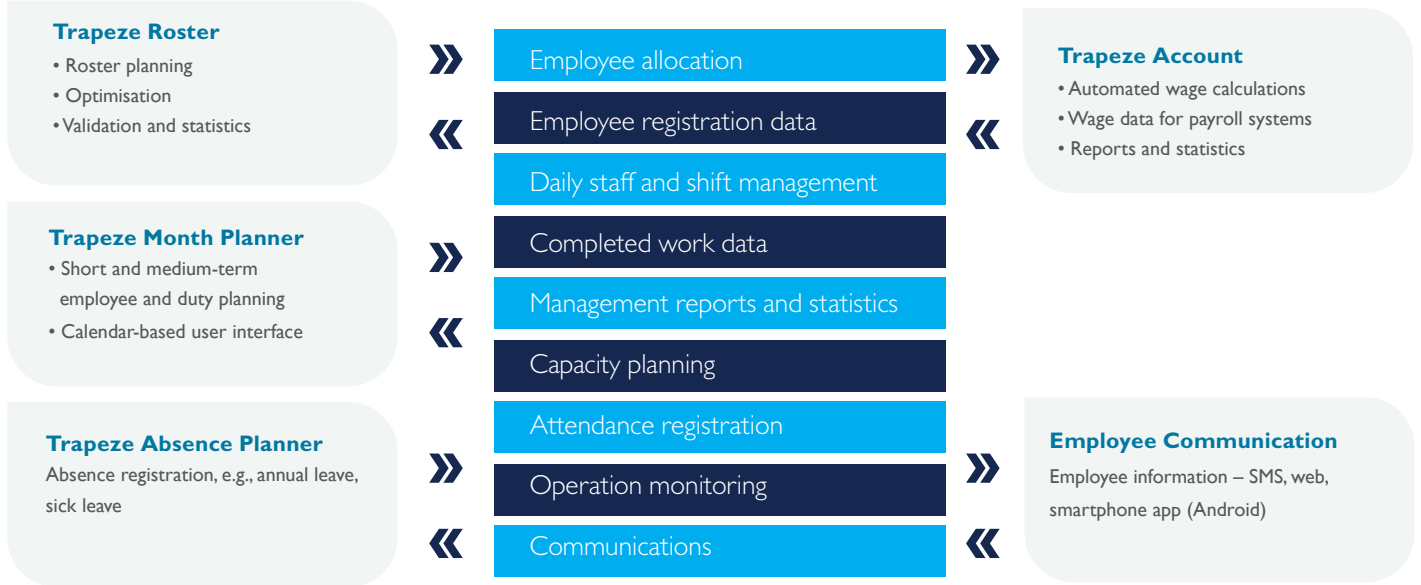 Trapeze Roster
• Roster planning
• Optimisation
• Validation and statistics
Trapeze Month Planner
• Short and medium-term
employee and duty planning
• Calendar-based user interface
Trapeze Absence Planner
Absence registration, e.g., annual leave,
sick leave
Employee allocation
Employee registration data
Daily staff and shift management
Completed work data
Management reports and statistics
Capacity planning
Attendance registration
Operation monitoring
Communications
Trapeze Account
• Automated wage calculations
• Wage data for payroll systems
• Reports and statistics
Employee Communication
Employee information – SMS, web,
smartphone app (Android)